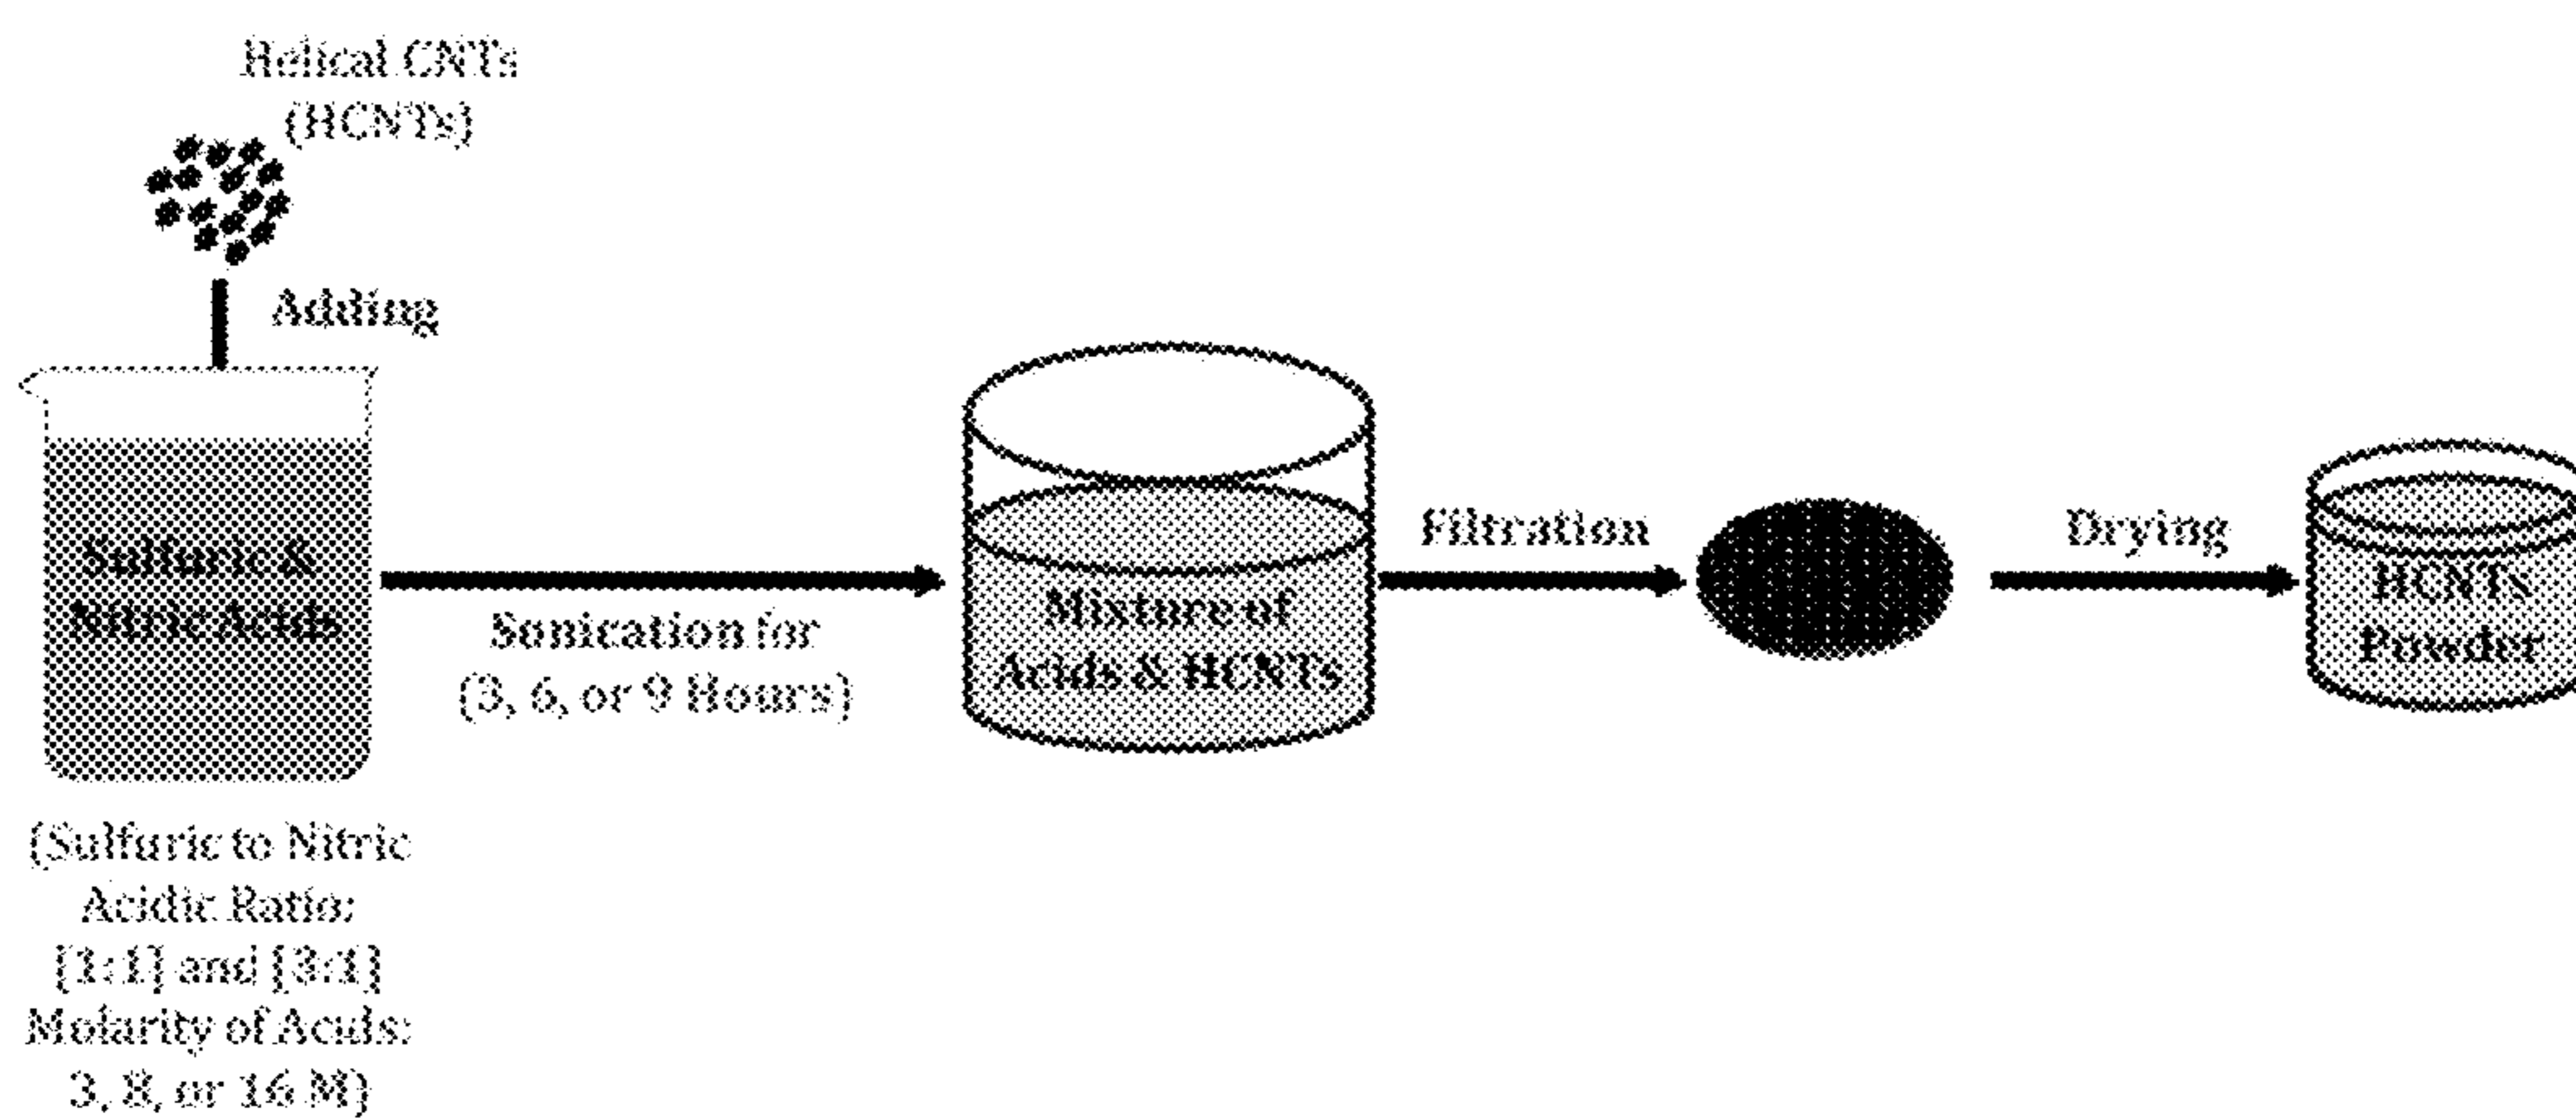 Helical CNTs
(HCNTs)
Adding
Sulfuric &
Nitric Acids
(Sulfuric to Nitric
Acidic Ratio:
[1:1] and [3:1]
Molarity of Acids:
3, 8, or 16 M)
Sonication for
(3, 6, or 9 Hours)
Mixture of
Acids & HCNTs
Filtration
Drying
HCNTs
Powder